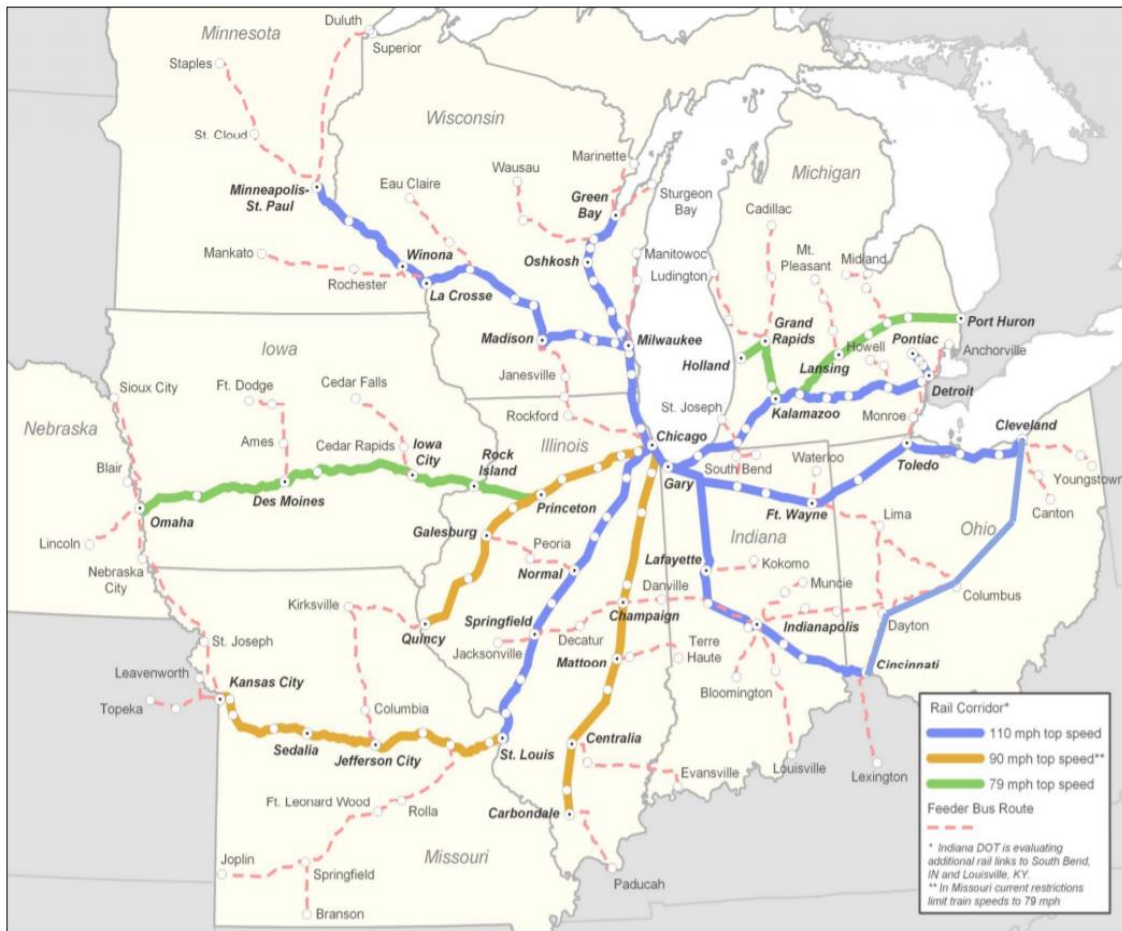 Duluth
Minnesota
Superior
Staples
Wisconsin
St. Cloud
Marinette
Wausau
Michigan
Minneapolis-
St. Paul
Eau Claire
Green
Bay
Sturgeon
Bay
Cadillac
Mankato
Winona
Oshkosh
Manitowoc
Mt.
Pleasant
Midland
Rochester
La Crosse
Ludington
Madison
Milwaukee
Grand
Rapids
Port Huron
Iowa
Holland
Lansing
Howell
Pontiac
Anchorville
Sioux City
Ft. Dodge
Cedar Falls
Janesville
Kalamazoo
Detroit
Nebraska
Rockford
St. Joseph
Monroe
Cleveland
Ames
Cedar Rapids
Iowa
City
Rock
Island
Illinois
Chicago
Blair
South Bend
Waterloo
Toledo
Youngstown
Omaha
Des Moines
Princeton
Gary
Ft. Wayne
Canton
Lincoln
Galesburg
Peoria
Lafayette
Indiana
Lima
Ohio
Nebraska
City
Normal
Danville
Kokomo
Muncie
Kirksville
Springfield
Champaign
Columbus
Quincy
Decatur
Indianapolis
Dayton
St. Joseph
Jacksonville
Mattoon
Terre
Haute
Cincinnati
Leavenworth
Kansas City
Bloomington
Topeka
Columbia
Sedalia
Jefferson City
St. Louis
Centralia
Evansville
Louisville
Lexington
Ft. Leonard Wood
Rolla
Carbondale
Joplin
Missouri
Springfield
Paducah
Branson
Rail Corridor*
110 mph top speed
90 mph top speed**
79 mph top speed
Feeder Bus Route
* Indiana DOT is evaluating
additional rail links to South Bend,
IN and Louisville, KY.
** In Missouri current restrictions
limit train speeds to 79 mph